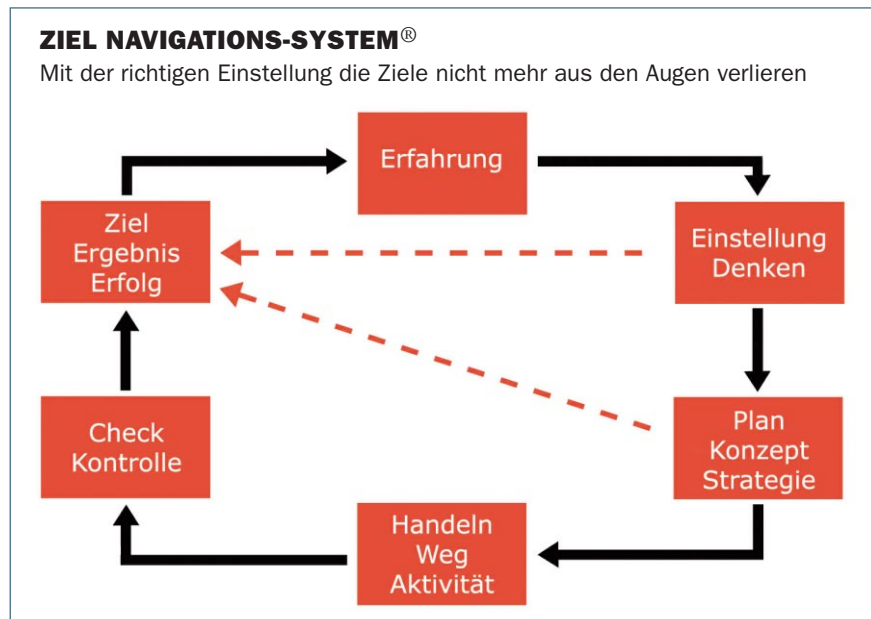 ZIEL NAVIGATIONS-SYSTEM®
Mit der richtigen Einstellung die Ziele nicht mehr aus den Augen verlieren
Erfahrung
Ziel
Ergebnis
Erfolg
Einstellung
Denken
Check
Kontrolle
Plan
Konzept
Strategie
Handeln
Weg
Aktivität